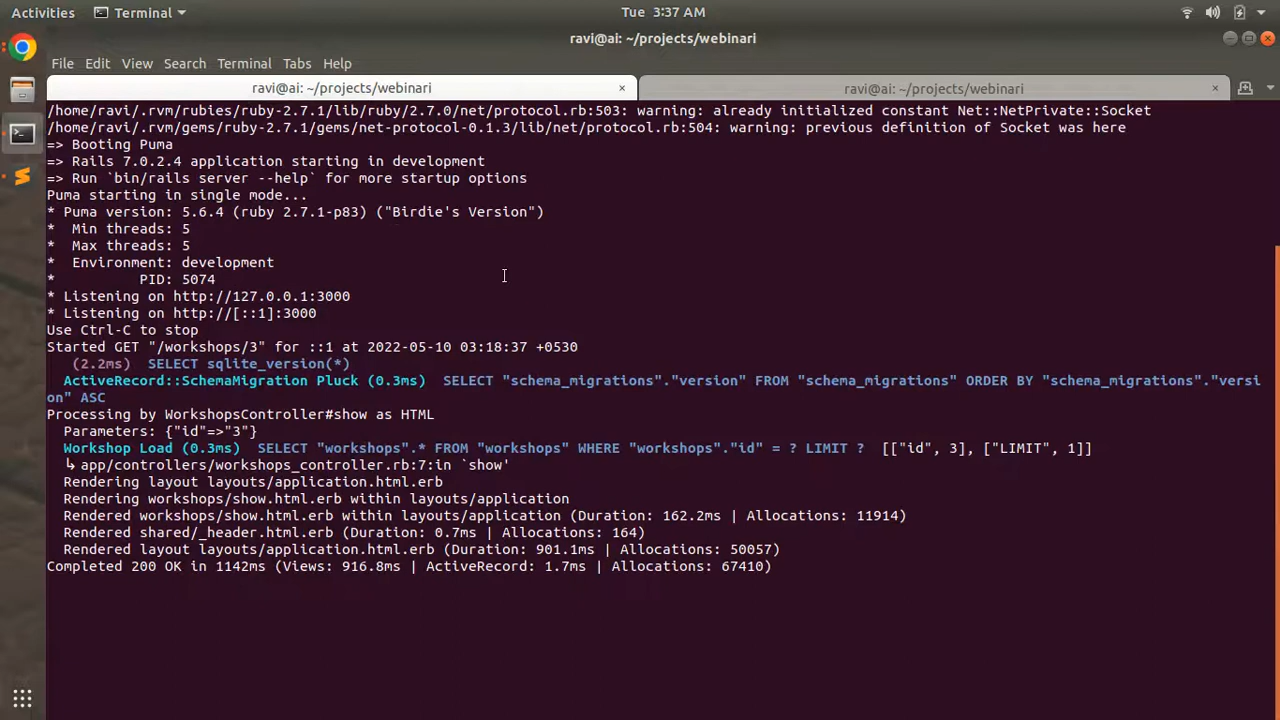 Activities Terminal Tue 3:37 AM
ravi@ai: ~/projects/webinari
File Edit View Search Terminal Tabs Help
ravi@ai: ~/projects/webinari × ravi@ai: ~/projects/webinari ×
/home/ravi/.rvm/rubies/ruby-2.7.1/lib/ruby/2.7.0/net/protocol.rb:503: warning: already initialized constant Net::NetPrivate::Socket
/home/ravi/.rvm/gems/ruby-2.7.1/gems/net-protocol-0.1.3/lib/net/protocol.rb:504: warning: previous definition of Socket was here
=> Booting Puma
=> Rails 7.0.2.4 application starting in development
=> Run `bin/rails server --help` for more startup options
Puma starting in single mode...
* Puma version: 5.6.4 (ruby 2.7.1-p83) ("Birdie's Version")
*  Min threads: 5
*  Max threads: 5
*  Environment: development
*          PID: 5074
* Listening on http://127.0.0.1:3000
* Listening on http://[::1]:3000
Use Ctrl-C to stop
Started GET "/workshops/3" for ::1 at 2022-05-10 03:18:37 +0530
(2.2ms)  SELECT sqlite_version(*)
ActiveRecord::SchemaMigration Pluck (0.3ms)  SELECT "schema_migrations"."version" FROM "schema_migrations" ORDER BY "schema_migrations"."versi
on" ASC
Processing by WorkshopsController#show as HTML
Parameters: {"id"=>"3"}
Workshop Load (0.3ms)  SELECT "workshops".* FROM "workshops" WHERE "workshops"."id" = ? LIMIT ?  [["id", 3], ["LIMIT", 1]]
↳ app/controllers/workshops_controller.rb:7:in `show'
Rendering layout layouts/application.html.erb
Rendering workshops/show.html.erb within layouts/application
Rendered workshops/show.html.erb within layouts/application (Duration: 162.2ms | Allocations: 11914)
Rendered shared/_header.html.erb (Duration: 0.7ms | Allocations: 164)
Rendered layout layouts/application.html.erb (Duration: 901.1ms | Allocations: 50057)
Completed 200 OK in 1142ms (Views: 916.8ms | ActiveRecord: 1.7ms | Allocations: 67410)